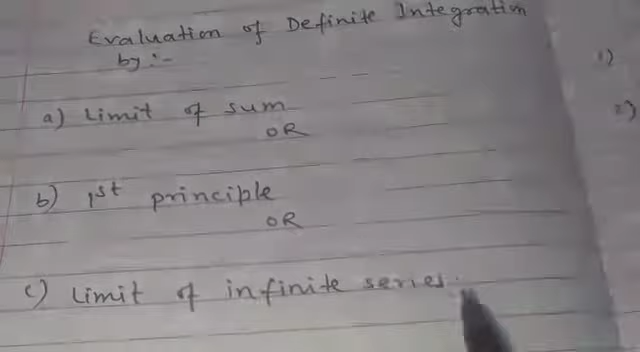 Evaluation of Definite Integration
by :-
a) Limit of sum
OR
b) 1st principle
OR
c) Limit of infinite series.
1)
2)